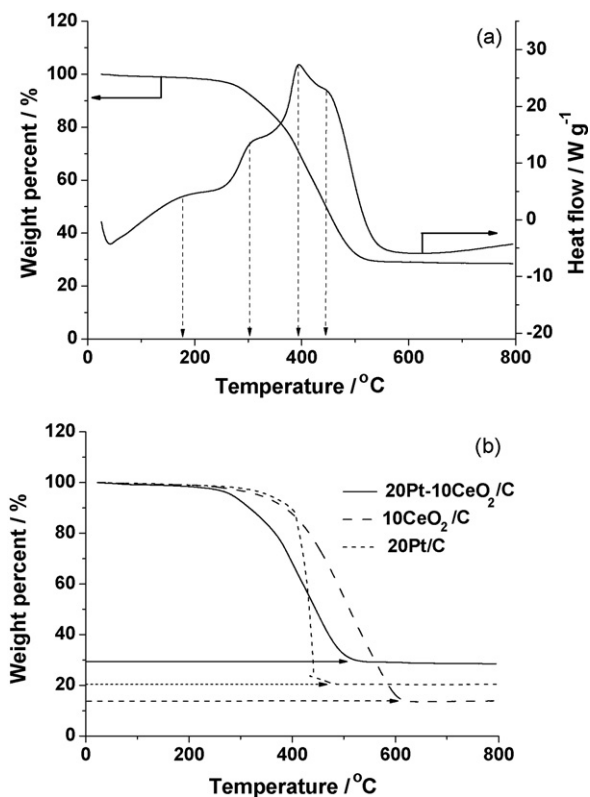 (a)
120
100
80
60
40
20
0
Weight percent / %
30
20
10
0
-10
-20
Heat flow / W g⁻¹
0 200 400 600 800
Temperature / °C
(b)
120
100
80
60
40
20
0
Weight percent / %
20Pt-10CeO₂/C
10CeO₂/C
20Pt/C
0 200 400 600 800
Temperature / °C